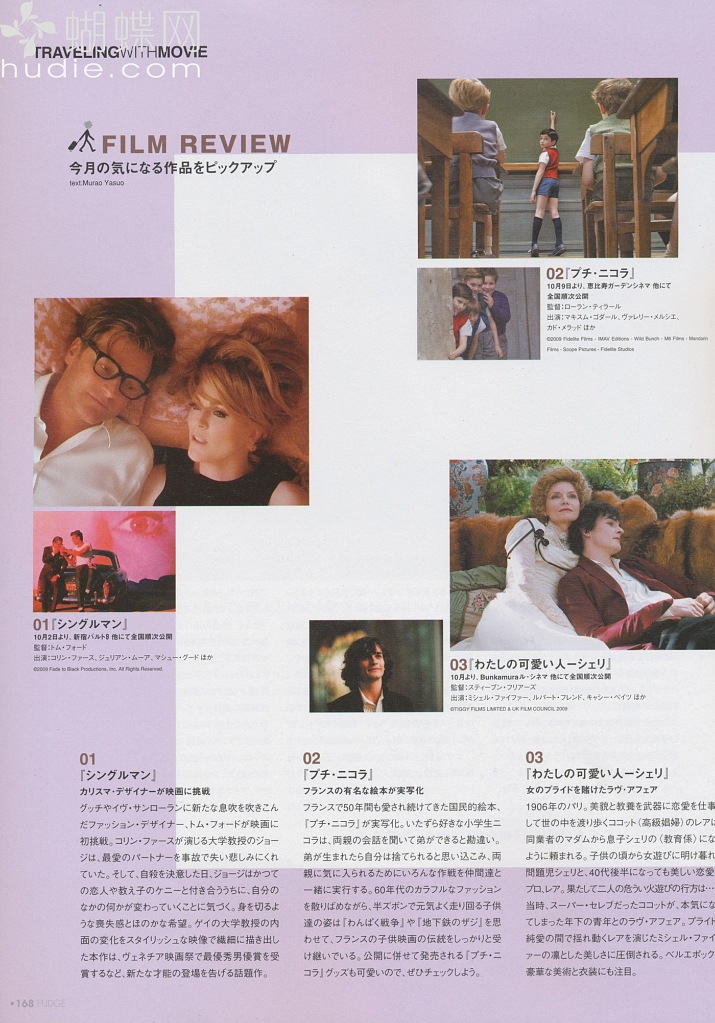 蝴蝶网
hudie.com
TRAVELINGWITHMOVIE
FILM REVIEW
今月の気になる作品をピックアップ
text:Murao Yasuo
02『プチ・ニコラ』
10月9日より、恵比寿ガーデンシネマ 他にて
全国順次公開
監督:ローラン・ティラール
出演:マキスム・ゴダール、ヴァレリー・メルシエ、
カド・メラッド ほか
©2009 Fidelite Films - IMAV Editions - Wild Bunch - M6 Films - Mandarin
Films - Scope Pictures - Fidelite Studios
01『シングルマン』
10月2日より、新宿バルト9 他にて全国順次公開
監督:トム・フォード
出演:コリン・ファース、ジュリアン・ムーア、マシュー・グード ほか
©2009 Fade to Black Productions, Inc. All Rights Reserved.
03『わたしの可愛い人―シェリ』
10月より、Bunkamuraル・シネマ 他にて全国順次公開
監督:スティーブン・フリアーズ
出演:ミシェル・ファイファー、ルパート・フレンド、キャシー・ベイツ ほか
©TIGGY FILMS LIMITED & UK FILM COUNCIL 2009
01
『シングルマン』
カリスマ・デザイナーが映画に挑戦
グッチやイヴ・サンローランに新たな息吹を吹きこん
だファッション・デザイナー、トム・フォードが映画に
初挑戦。コリン・ファースが演じる大学教授のジョー
ジは、最愛のパートナーを事故で失い悲しみにくれ
ていた。そして、自殺を決意した日、ジョージはかつて
の恋人や教え子のケニーと付き合ううちに、自分の
なかの何かが変わっていくことに気づく。身を切るよう
な喪失感とほのかな希望。ゲイの大学教授の内
面の変化をスタイリッシュな映像で繊細に描き出し
た本作は、ヴェネチア映画祭で最優秀男優賞を受
賞するなど、新たな才能の登場を告げる話題作。
02
『プチ・ニコラ』
フランスの有名な絵本が実写化
フランスで50年間も愛され続けてきた国民的絵本、
『プチ・ニコラ』が実写化。いたずら好きな小学生ニ
コラは、両親の会話を聞いて弟ができると勘違い。
弟が生まれたら自分は捨てられると思い込み、両
親に気に入られるためにいろんな作戦を仲間達と
一緒に実行する。60年代のカラフルなファッション
を散りばめながら、半ズボンで元気よく走り回る子供
達の姿は『わんぱく戦争』や『地下鉄のザジ』を思
わせて、フランスの子供映画の伝統をしっかりと受
け継いでいる。公開に併せて発売される『プチ・ニ
コラ』グッズも可愛いので、ぜひチェックしよう。
03
『わたしの可愛い人―シェリ』
女のプライドを賭けたラヴ・アフェア
1906年のパリ。美貌と教養を武器に恋愛を仕事
して世の中を渡り歩くココット〈高級娼婦〉のレアに
同業者のマダムから息子シェリの〈教育係〉にな
ように頼まれる。子供の頃から女遊びに明け暮れ
問題児シェリと、40代後半になっても美しい恋愛
プロ、レア。果たして二人の危うい火遊びの行方は…
当時、スーパー・セレブだったココットが、本気にな
てしまった年下の青年とのラヴ・アフェア。プライド
純愛の間で揺れ動くレアを演じたミシェル・ファイ
ァーの凛とした美しさに圧倒される。ベルエポック
豪華な美術と衣装にも注目。
168 FUDGE